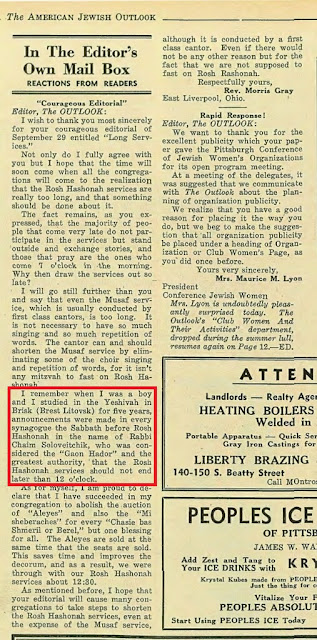 The AMERICAN JEWISH OUTLOOK
In The Editor's
Own Mail Box
REACTIONS FROM READERS
"Courageous Editorial"
Editor, The OUTLOOK:
I wish to thank you most sincerely
for your courageous editorial of
September 29 entitled "Long Serv-
ices."
Not only do I fully agree with
you but I hope that the time will
soon come when all the congrega-
tions will come to the realization
that the Rosh Hashonah services are
really too long, and that something
should be done about it.
The fact remains, as you ex-
pressed, that the majority of peo-
ple that come very late do not par-
ticipate in the services but stand
outside and exchange stories, and
those that pray are the ones who
come 7 o'clock in the morning.
Why then draw the services out so
late?
I will go still further than you
and say that even the Musaf serv-
ice, which is usually conducted by
first class cantors, is too long. It
is not necessary to have so much
singing and so much repetition of
words. The cantor can and should
shorten the Musaf service by elim-
inating some of the choir singing
and repetition of words, for it isn't
any mitzvah to fast on Rosh Ha-
shonah.
I remember when I was a boy
and I studied in the Yeshivah in
Brisk (Brest Litovsk) for five years,
announcements were made in every
synagogue the Sabbath before Rosh
Hashonah in the name of Rabbi
Chaim Soloveitchik, who was con-
sidered the "Gaon Hador" and the
greatest authority, that the Rosh
Hashonah services should not end
later than 12 o'clock.
As for myself, I am proud to de-
clare that I have succeeded in my
congregation to abolish the auction
of "Aleyes" and also the "Mi
sheberaches" for every "Chasie ban
Shmeril or Berel," but one blessing
for all. The Aleyes are sold at the
same time that the seats are sold.
This saves time and improves the
decorum, and as a result, we were
through with our Rosh Hashonah
services about 12:30.
As mentioned before, I hope that
your editorial will cause many con-
gregations to take steps to shorten
the Rosh Hashonah services, even at
the expense of the Musaf service,
although it is conducted by a first
class cantor. Even if there would
not be any other reason but for the
fact that we are not supposed to
fast on Rosh Rashonah.
Respectfully yours,
Rev. Morris Gray
East Liverpool, Ohio.
Rapid Response!
Editor, The OUTLOOK:
We want to thank you for the
excellent publicity which your pa-
per gave the Pittsburgh Conference
of Jewish Women's Organizations
for its open program meeting.
At a meeting of the delegates, it
was suggested that we communicate
with The Outlook about the plan-
ning of organization publicity.
We realize that you have a good
reason for placing it the way you
do, but we beg to make the sugges-
tion that all organization publicity
be placed under a heading of Organ-
ization or Club Women's Page, as
you did once before.
Yours very sincerely,
Mrs. Maurice M. Lyon
President
Conference Jewish Women
Mrs. Lyon is undoubtedly pleas-
antly surprised today. The
Outlook's "Club Women And
Their Activities" department,
dropped during the summer lull,
resumes again on Page 12.—ED.
ATTEN
Landlords — Realty Agen
HEATING BOILERS
Welded in
Portable Apparatus — Quick Ser
Gray Iron Castings for
LIBERTY BRAZING
140-150 S. Beatty Street
Call MOntros
PEOPLES ICE
OF PITTSB
JAMES W. WA
Add Zest and Tang to
Your ICE DRINKS with KRY
Krystal Kubes made from PEOPLE
Just the thing for o
Vitalize Your F
PEOPLES ABSOLUT
Start Using PEOPLES ICE Today